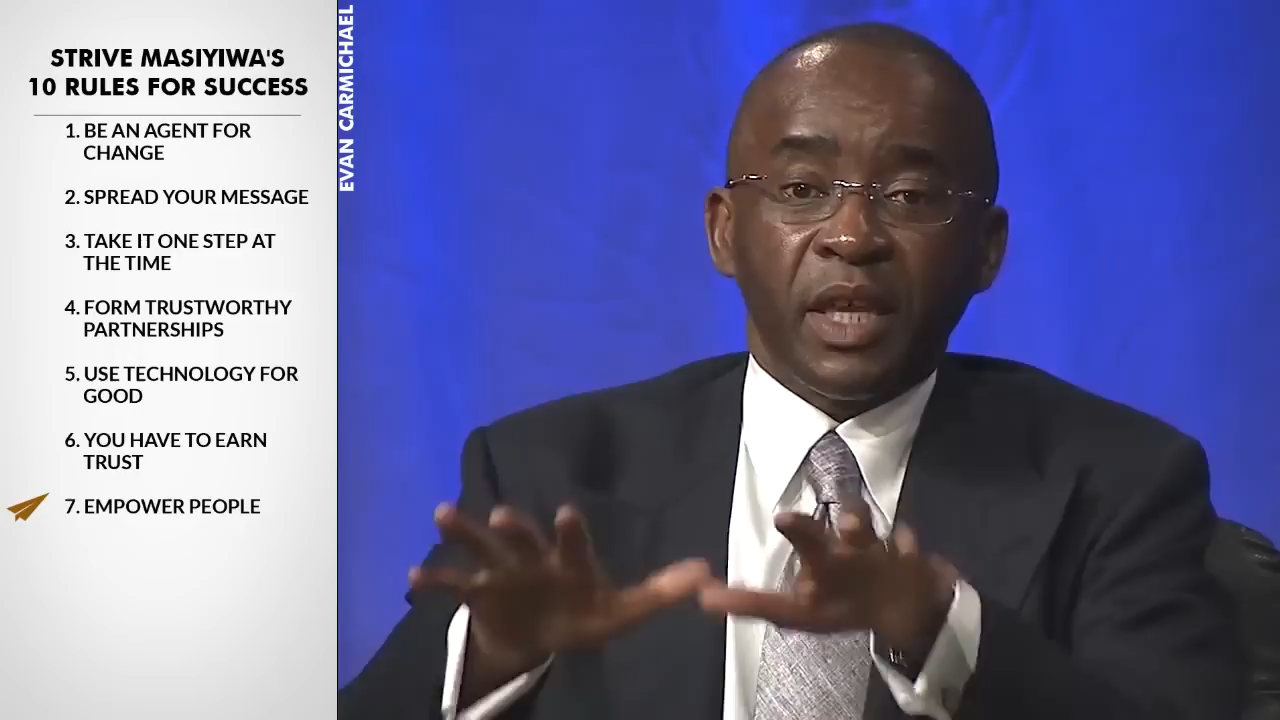 STRIVE MASIYIWA'S
10 RULES FOR SUCCESS
1. BE AN AGENT FOR
CHANGE
2. SPREAD YOUR MESSAGE
3. TAKE IT ONE STEP AT
THE TIME
4. FORM TRUSTWORTHY
PARTNERSHIPS
5. USE TECHNOLOGY FOR
GOOD
6. YOU HAVE TO EARN
TRUST
7. EMPOWER PEOPLE
EVAN CARMICHAEL